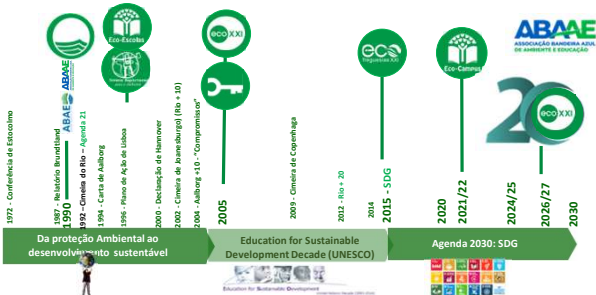 Eco-Escolas
eco XXI
eco
freguesias XXI
Eco-Campus
ABAAE
ASSOCIAÇÃO BANDEIRA AZUL
DE AMBIENTE E EDUCAÇÃO
20
eco XXI
ABAE
ABAAE
1972 - Conferência de Estocolmo
1987 - Relatório Brundtland
1990
1992 – Cimeira do Rio – Agenda 21
1994 - Carta de Aalborg
1996 - Plano de Ação de Lisboa
2000 - Declaração de Hannover
2002 - Cimeira de Joanesburgo) (Rio + 10)
2004 - Aalborg +10 - "Compromissos"
2005
2009 - Cimeira de Copenhaga
2012 - Rio + 20
2014
2015 - SDG
2020
2021/22
2024/25
2026/27
2030
Da proteção Ambiental ao
desenvolvimento sustentável
Education for Sustainable
Development Decade (UNESCO)
Agenda 2030: SDG
Education for Sustainable Development